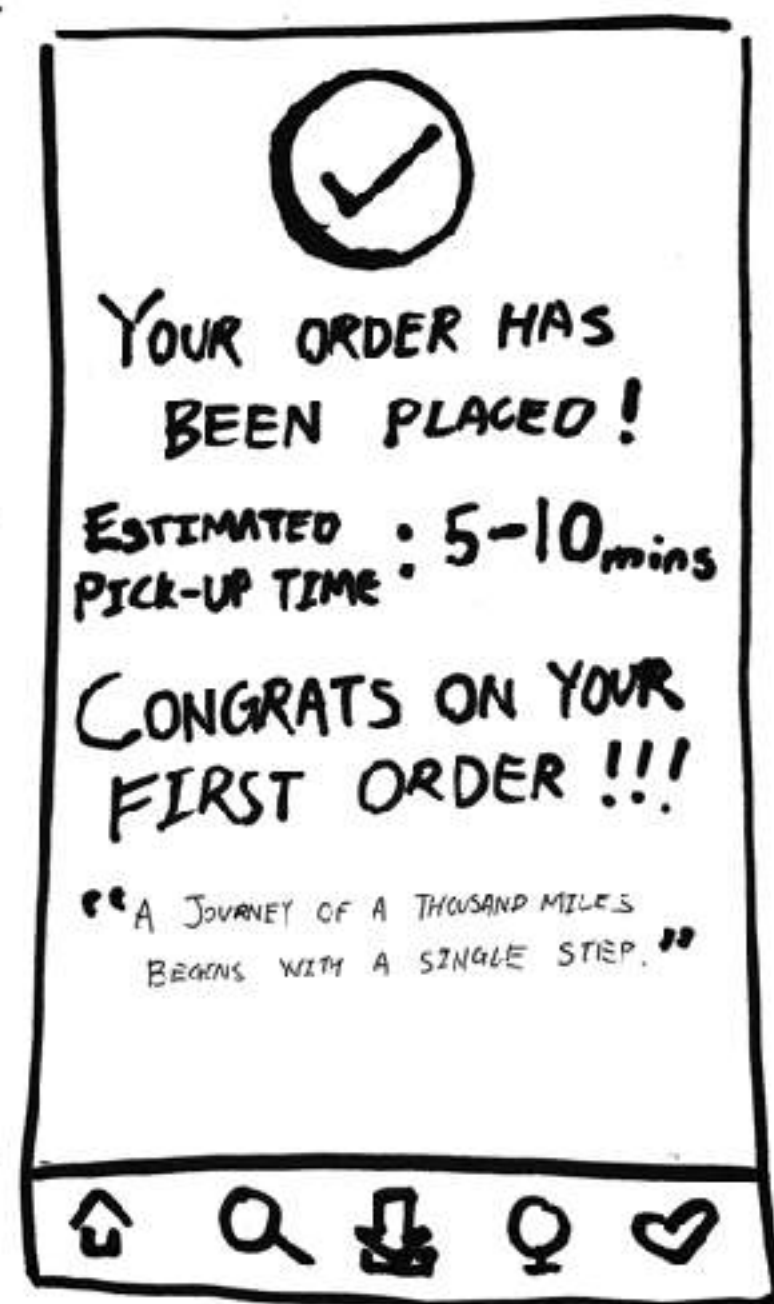 YOUR ORDER HAS
BEEN PLACED!
ESTIMATED
PICK-UP TIME : 5-10 mins
CONGRATS ON YOUR
FIRST ORDER!!!
“A JOURNEY OF A THOUSAND MILES
BEGINS WITH A SINGLE STEP.”